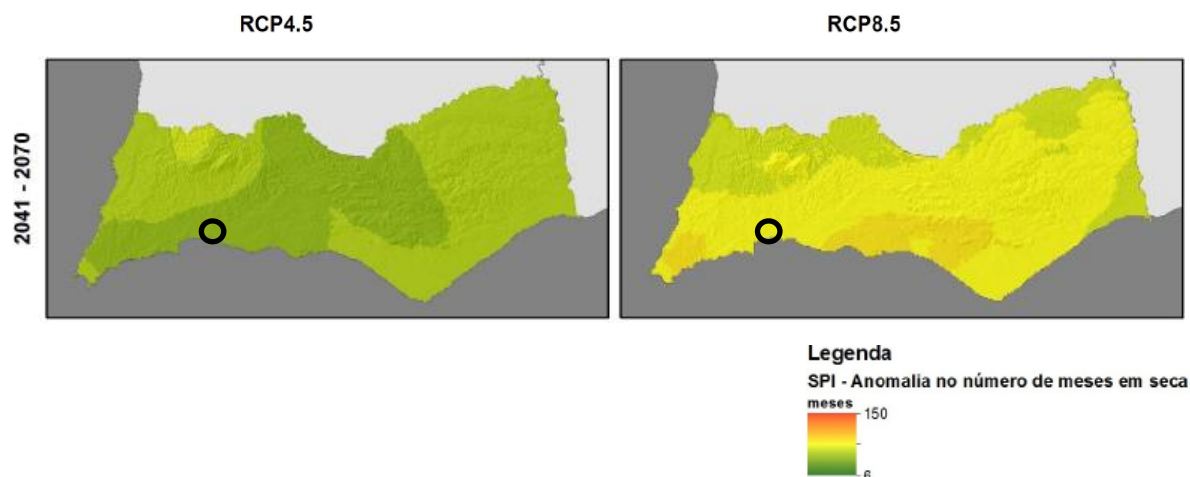 RCP4.5
RCP8.5
2041 - 2070
Legenda
SPI - Anomalia no número de meses em seca
meses
150
6